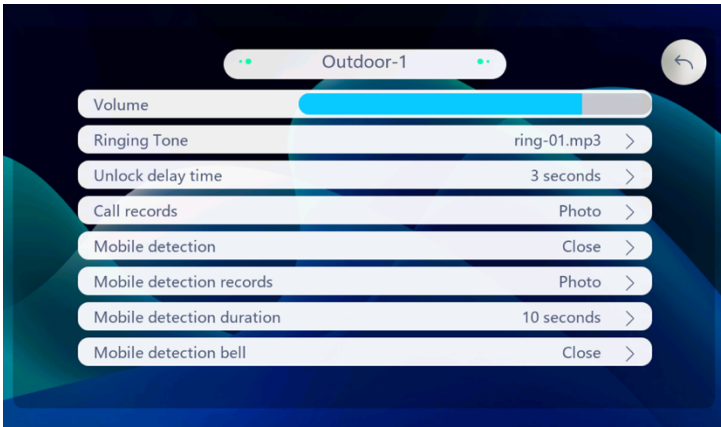 Outdoor-1
Volume
Ringing Tone ring-01.mp3
Unlock delay time 3 seconds
Call records Photo
Mobile detection Close
Mobile detection records Photo
Mobile detection duration 10 seconds
Mobile detection bell Close